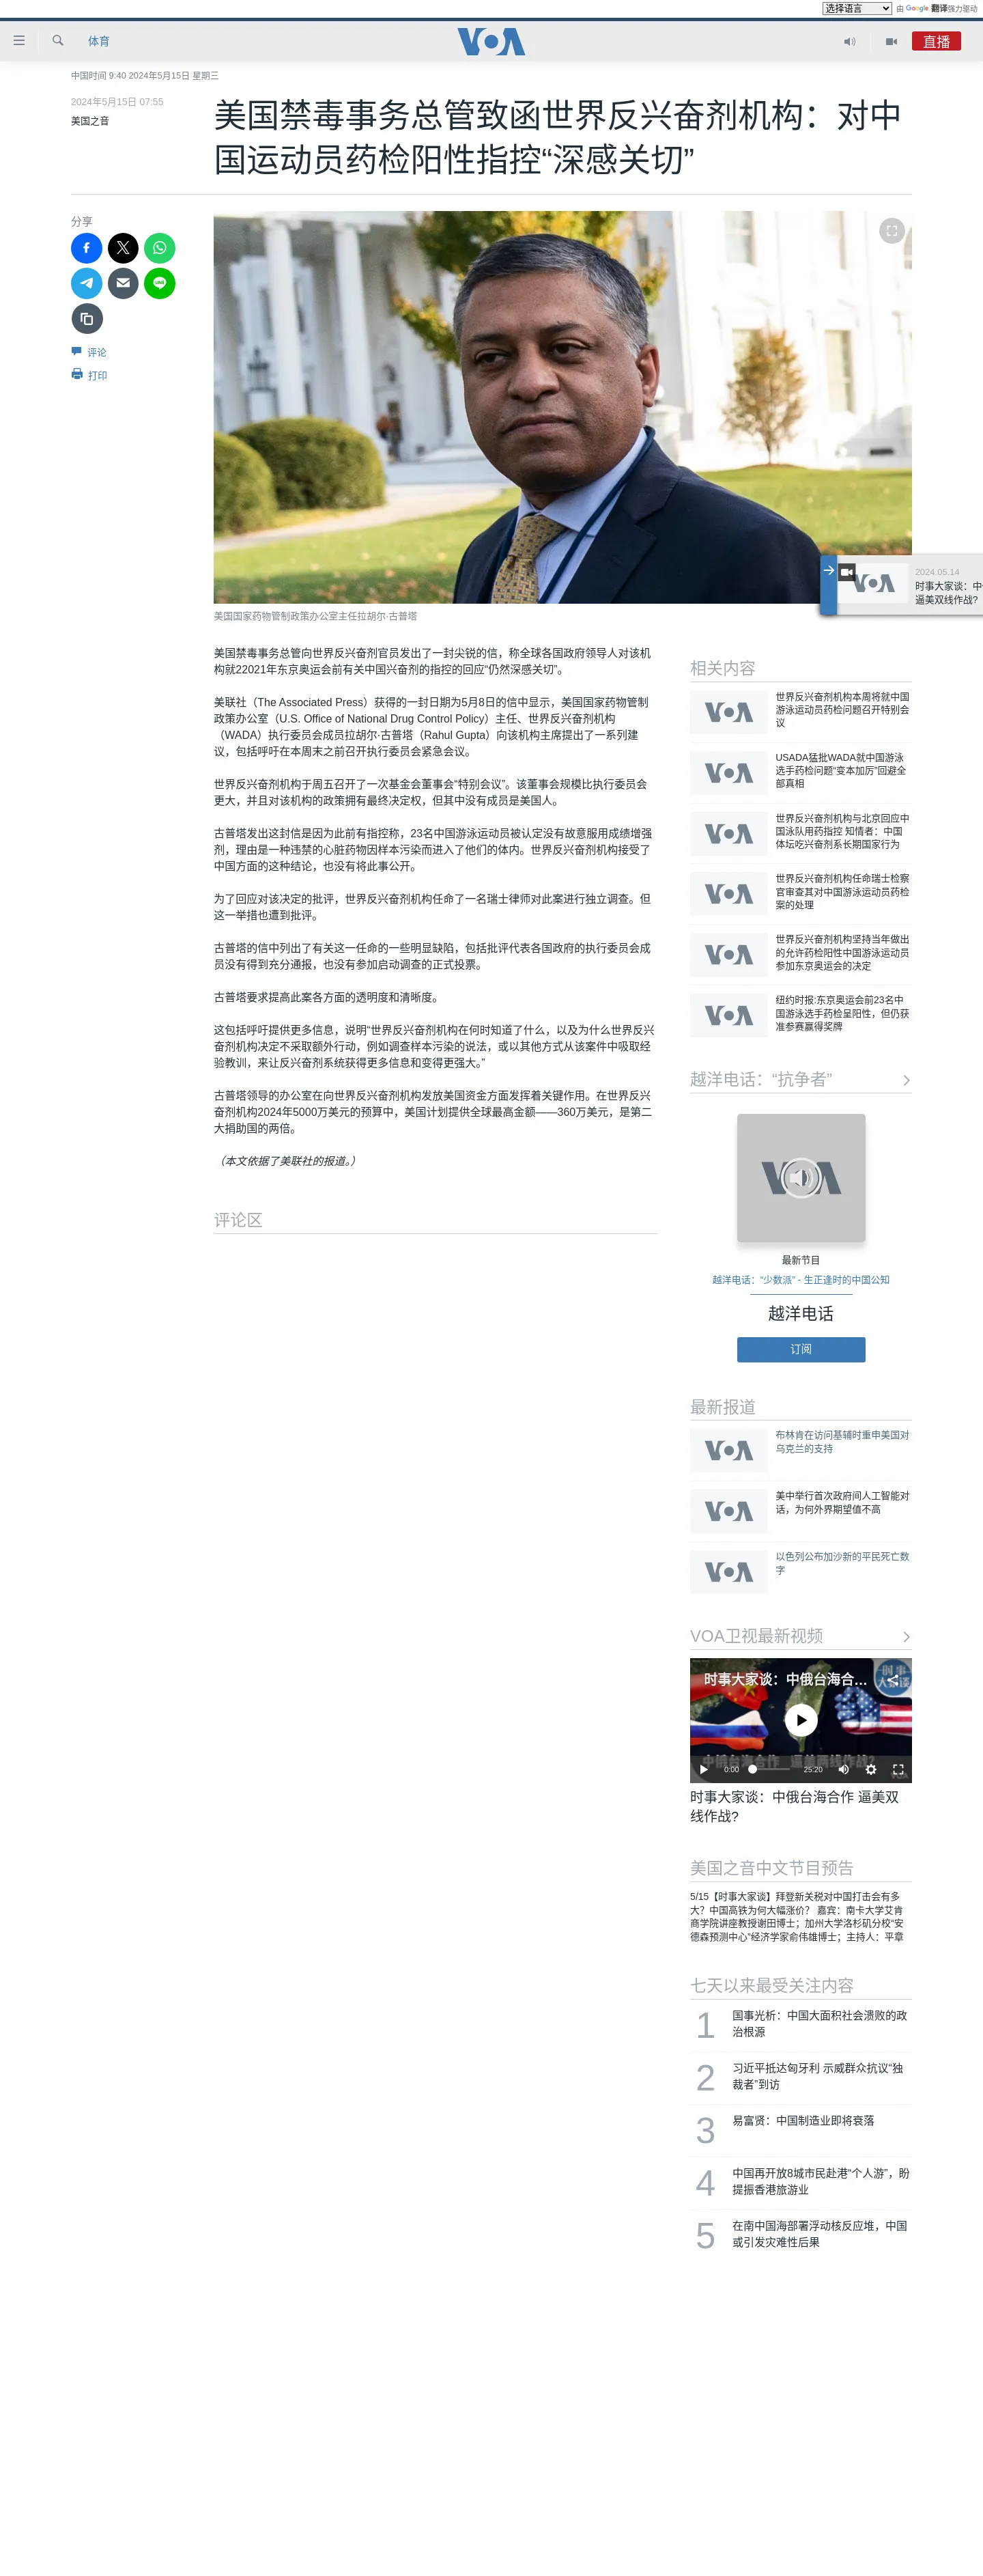 选择语言
由 Google 翻译强力驱动
体育
VOA
直播
中国时间 9:40 2024年5月15日 星期三
2024年5月15日 07:55
美国之音
美国禁毒事务总管致函世界反兴奋剂机构：对中
国运动员药检阳性指控“深感关切”
分享
LINE
评论
打印
美国国家药物管制政策办公室主任拉胡尔·古普塔
2024.05.14
时事大家谈：中
逼美双线作战?
美国禁毒事务总管向世界反兴奋剂官员发出了一封尖锐的信，称全球各国政府领导人对该机
构就22021年东京奥运会前有关中国兴奋剂的指控的回应“仍然深感关切”。
美联社（The Associated Press）获得的一封日期为5月8日的信中显示，美国国家药物管制
政策办公室（U.S. Office of National Drug Control Policy）主任、世界反兴奋剂机构
（WADA）执行委员会成员拉胡尔·古普塔（Rahul Gupta）向该机构主席提出了一系列建
议，包括呼吁在本周末之前召开执行委员会紧急会议。
世界反兴奋剂机构于周五召开了一次基金会董事会“特别会议”。该董事会规模比执行委员会
更大，并且对该机构的政策拥有最终决定权，但其中没有成员是美国人。
古普塔发出这封信是因为此前有指控称，23名中国游泳运动员被认定没有故意服用成绩增强
剂，理由是一种违禁的心脏药物因样本污染而进入了他们的体内。世界反兴奋剂机构接受了
中国方面的这种结论，也没有将此事公开。
为了回应对该决定的批评，世界反兴奋剂机构任命了一名瑞士律师对此案进行独立调查。但
这一举措也遭到批评。
古普塔的信中列出了有关这一任命的一些明显缺陷，包括批评代表各国政府的执行委员会成
员没有得到充分通报，也没有参加启动调查的正式投票。
古普塔要求提高此案各方面的透明度和清晰度。
这包括呼吁提供更多信息，说明“世界反兴奋剂机构在何时知道了什么，以及为什么世界反兴
奋剂机构决定不采取额外行动，例如调查样本污染的说法，或以其他方式从该案件中吸取经
验教训，来让反兴奋剂系统获得更多信息和变得更强大。”
古普塔领导的办公室在向世界反兴奋剂机构发放美国资金方面发挥着关键作用。在世界反兴
奋剂机构2024年5000万美元的预算中，美国计划提供全球最高金额——360万美元，是第二
大捐助国的两倍。
（本文依据了美联社的报道。）
评论区
相关内容
世界反兴奋剂机构本周将就中国
游泳运动员药检问题召开特别会
议
USADA猛批WADA就中国游泳
选手药检问题“变本加厉”回避全
部真相
世界反兴奋剂机构与北京回应中
国泳队用药指控 知情者：中国
体坛吃兴奋剂系长期国家行为
世界反兴奋剂机构任命瑞士检察
官审查其对中国游泳运动员药检
案的处理
世界反兴奋剂机构坚持当年做出
的允许药检阳性中国游泳运动员
参加东京奥运会的决定
纽约时报:东京奥运会前23名中
国游泳选手药检呈阳性，但仍获
准参赛赢得奖牌
越洋电话：“抗争者”
最新节目
越洋电话：“少数派” - 生正逢时的中国公知
越洋电话
订阅
最新报道
布林肯在访问基辅时重申美国对
乌克兰的支持
美中举行首次政府间人工智能对
话，为何外界期望值不高
以色列公布加沙新的平民死亡数
字
VOA卫视最新视频
时事大家谈：中俄台海合...
时事
大家谈
中俄台海合作 逼美两线作战?
0:00
25:20
时事大家谈：中俄台海合作 逼美双
线作战?
美国之音中文节目预告
5/15【时事大家谈】拜登新关税对中国打击会有多
大？中国高铁为何大幅涨价？ 嘉宾：南卡大学艾肯
商学院讲座教授谢田博士；加州大学洛杉矶分校“安
德森预测中心”经济学家俞伟雄博士；主持人：平章
七天以来最受关注内容
1 国事光析：中国大面积社会溃败的政
治根源
2 习近平抵达匈牙利 示威群众抗议“独
裁者”到访
3 易富贤：中国制造业即将衰落
4 中国再开放8城市民赴港“个人游”，盼
提振香港旅游业
5 在南中国海部署浮动核反应堆，中国
或引发灾难性后果